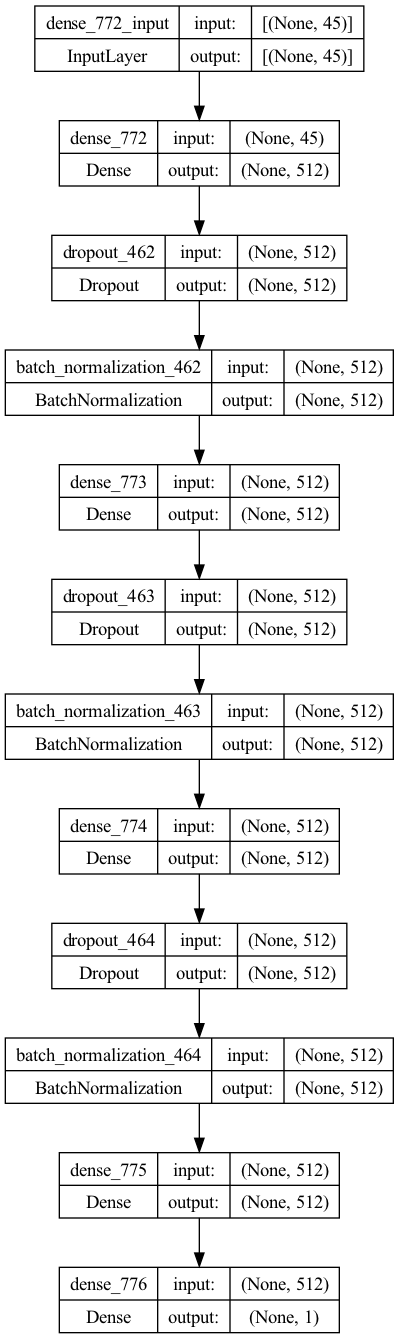 dense_772_input input: [(None, 45)]
InputLayer output: [(None, 45)]
dense_772 input: (None, 45)
Dense output: (None, 512)
dropout_462 input: (None, 512)
Dropout output: (None, 512)
batch_normalization_462 input: (None, 512)
BatchNormalization output: (None, 512)
dense_773 input: (None, 512)
Dense output: (None, 512)
dropout_463 input: (None, 512)
Dropout output: (None, 512)
batch_normalization_463 input: (None, 512)
BatchNormalization output: (None, 512)
dense_774 input: (None, 512)
Dense output: (None, 512)
dropout_464 input: (None, 512)
Dropout output: (None, 512)
batch_normalization_464 input: (None, 512)
BatchNormalization output: (None, 512)
dense_775 input: (None, 512)
Dense output: (None, 512)
dense_776 input: (None, 512)
Dense output: (None, 1)